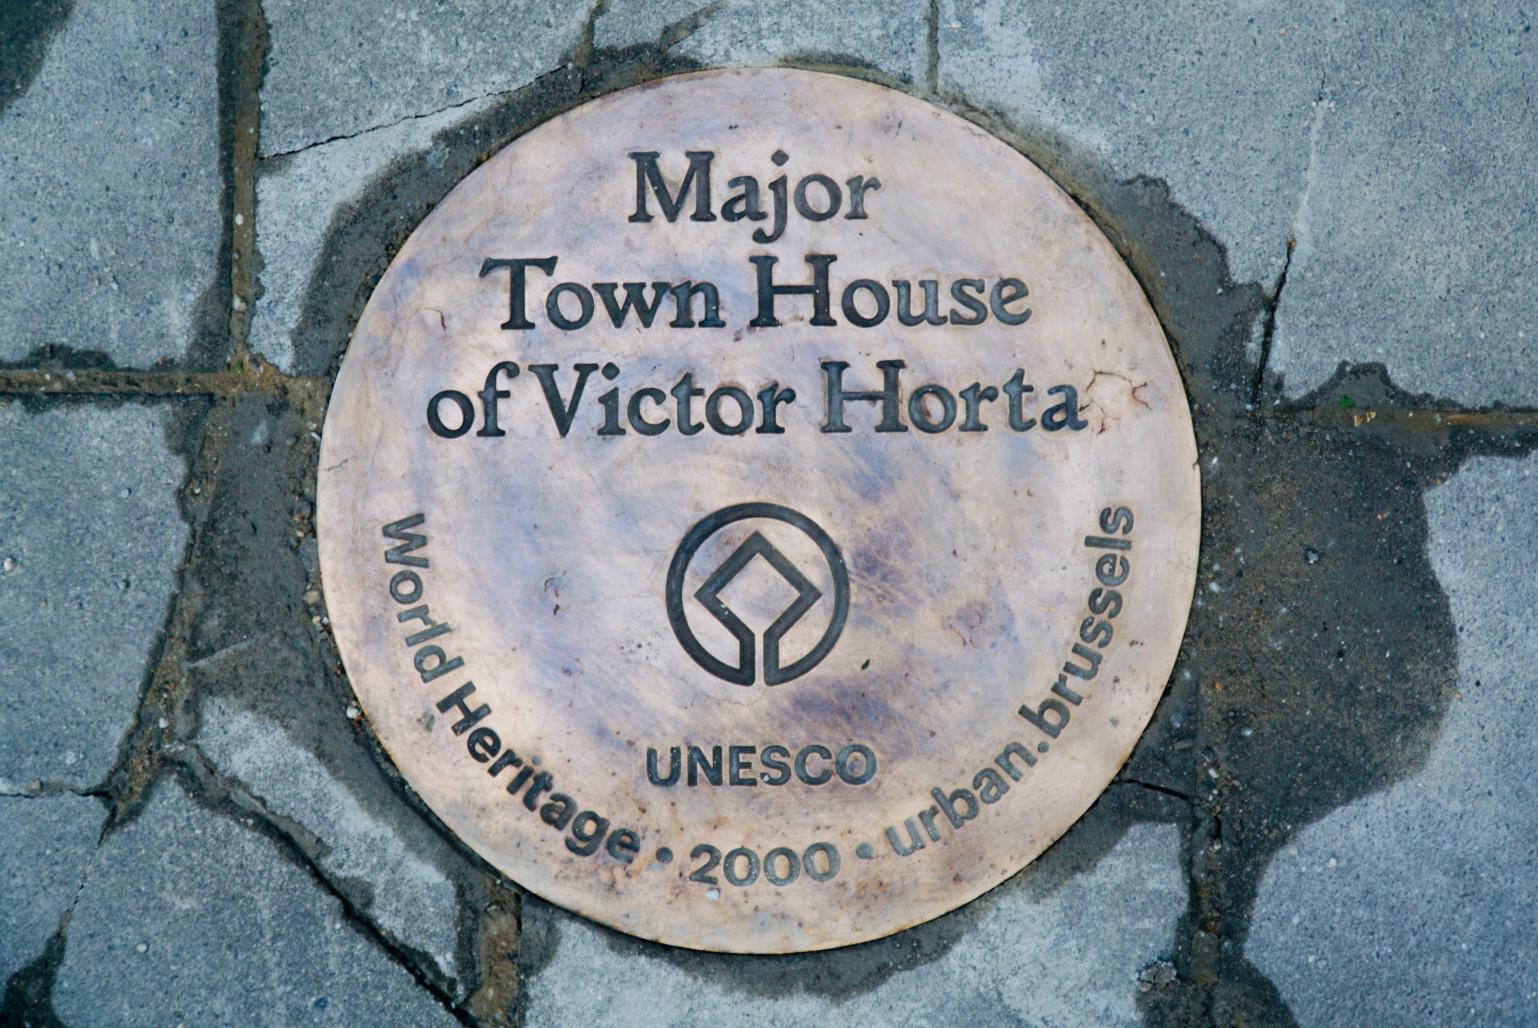 Major
Town House
of Victor Horta
UNESCO
World Heritage • 2000 • urban.brussels